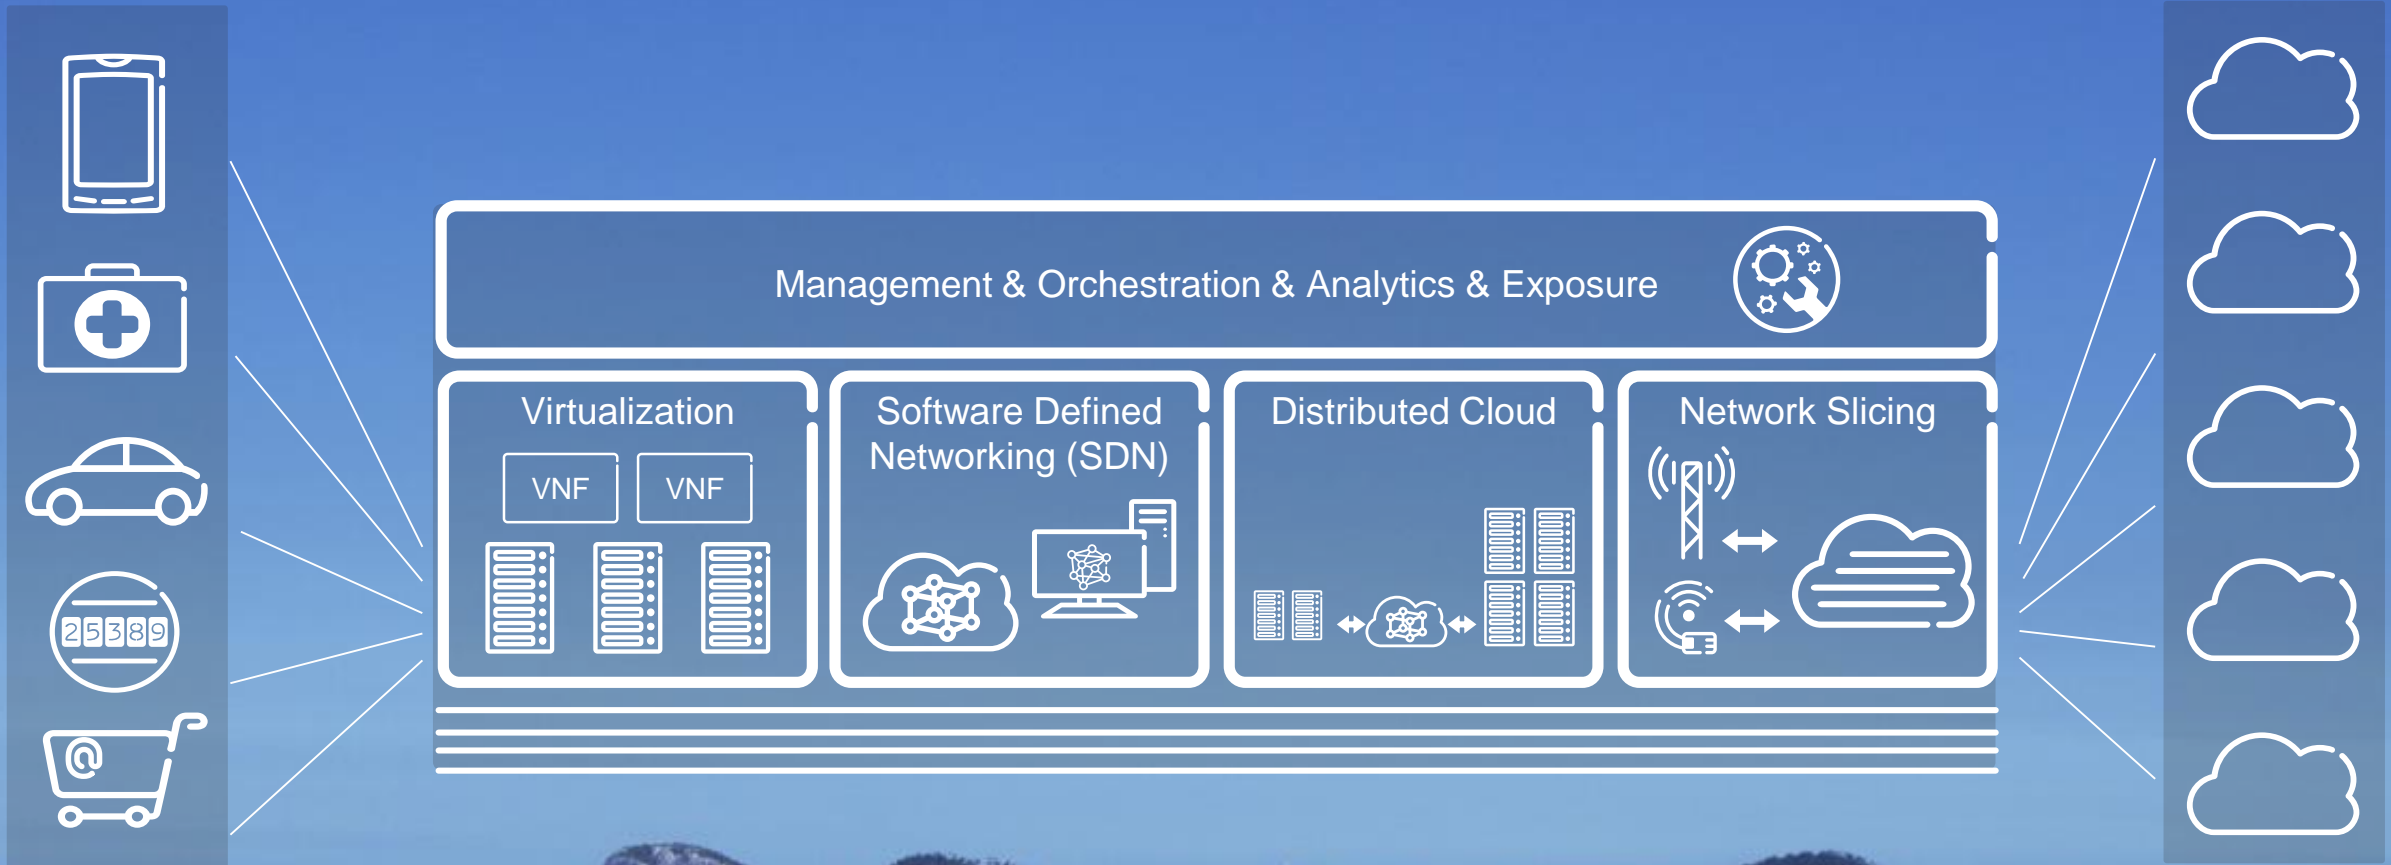 Management & Orchestration & Analytics & Exposure
Virtualization
VNF VNF
Software Defined
Networking (SDN)
Distributed Cloud
Network Slicing
25389
@